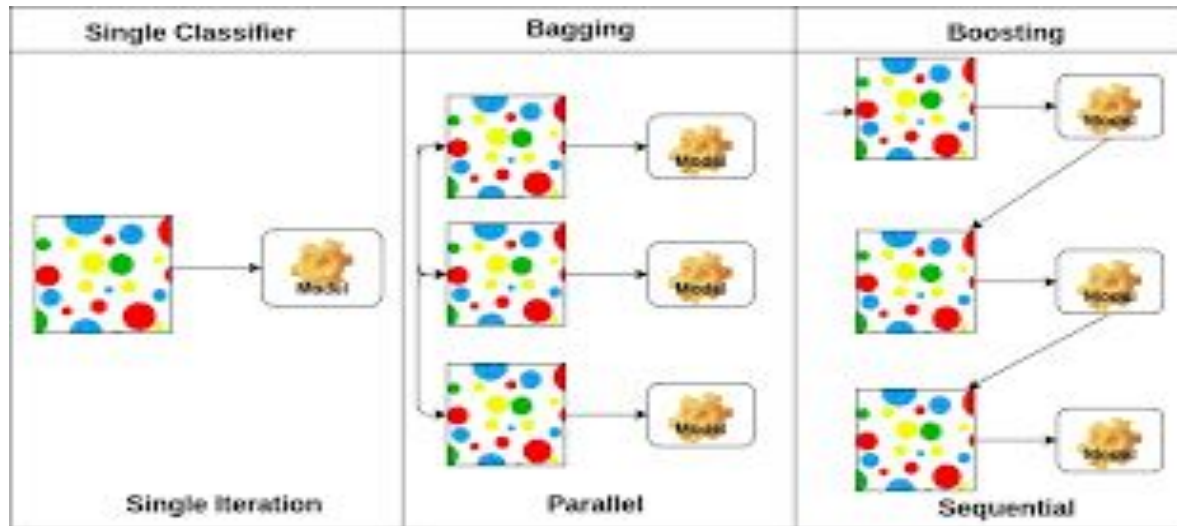 Single Classifier
Bagging
Boosting
Model
Model
Model
Model
Model
Model
Model
Single Iteration
Parallel
Sequential